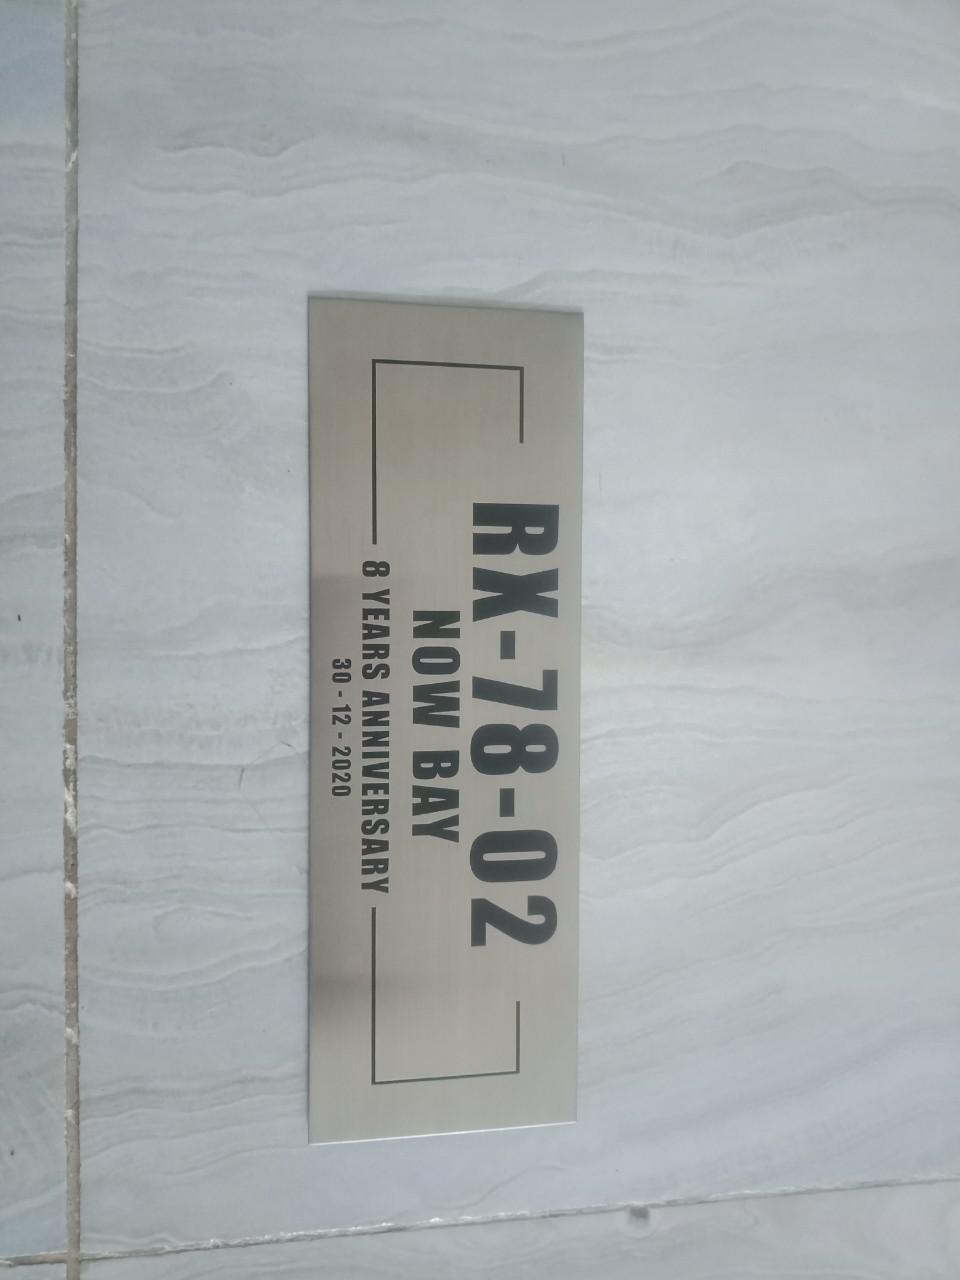 RX-78-02
NOW BAY
8 YEARS ANNIVERSARY
30-12-2020